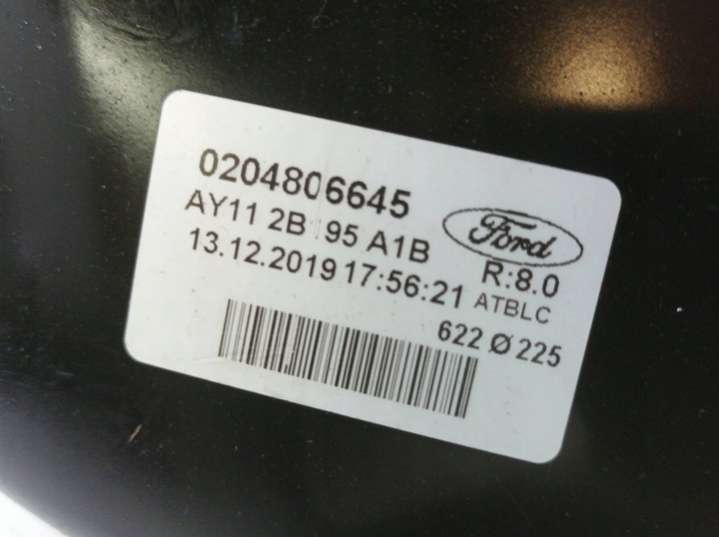 0204806645
AY11 2B 95 A1B
Ford
13.12.2019 17:56:21
R:8.0
ATBLC
622 Ø 225